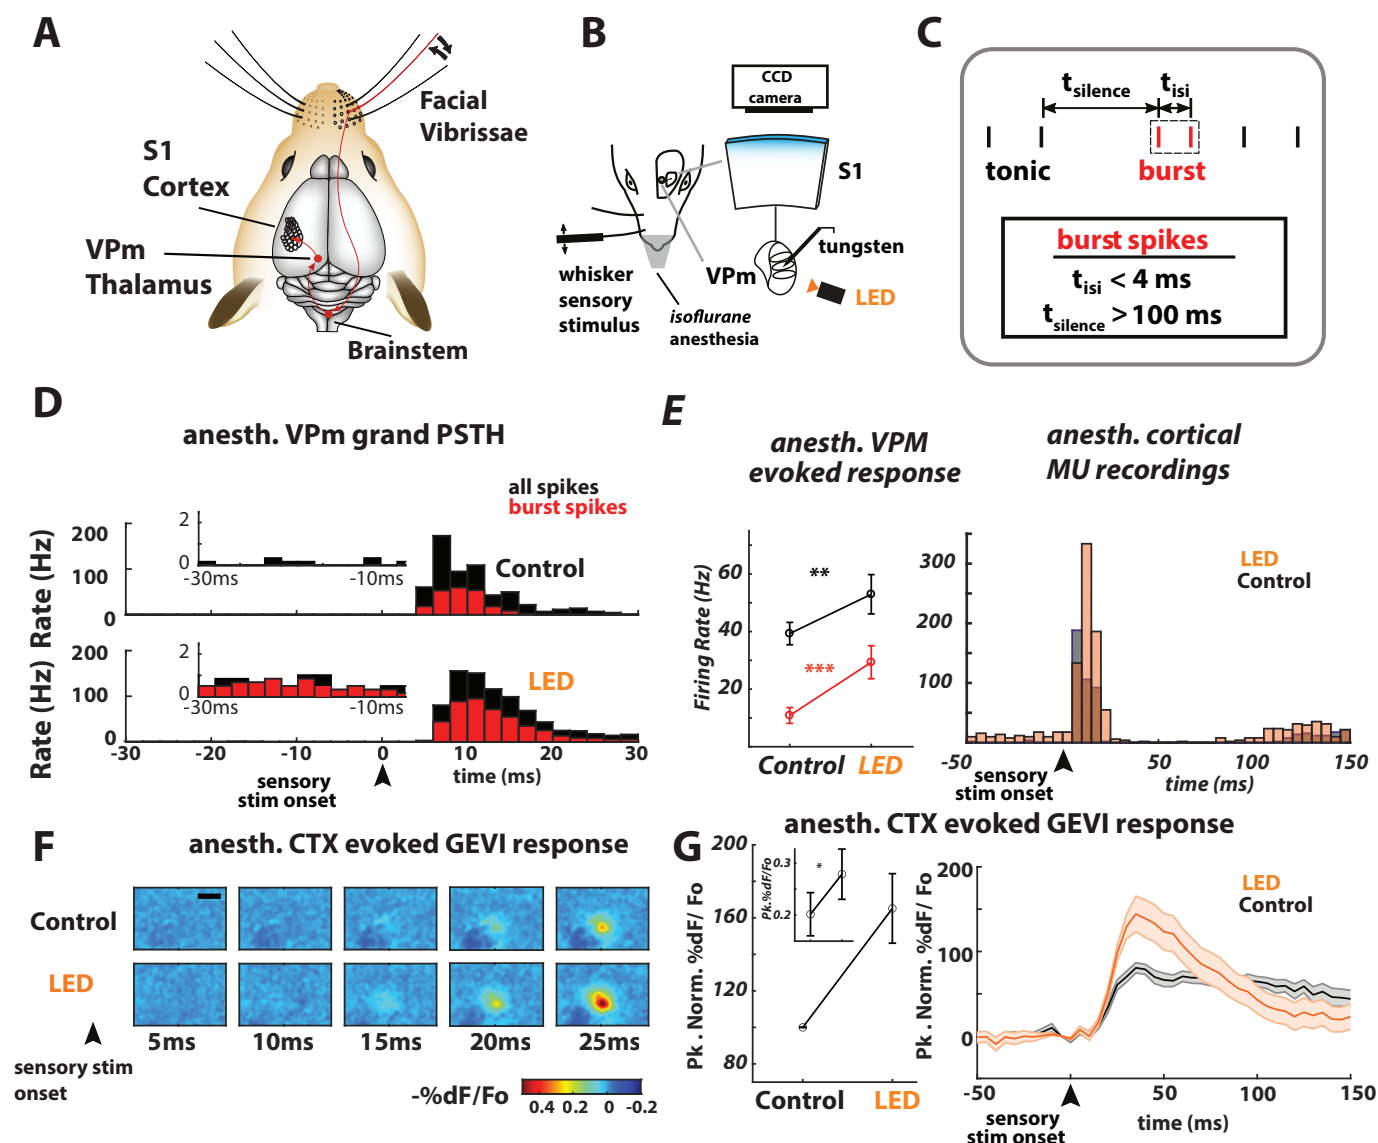 A
Facial
Vibrissae
S1
Cortex
VPm
Thalamus
Brainstem
B
CCD
camera
S1
tungsten
VPm
LED
whisker
sensory
stimulus
isoflurane
anesthesia
C
tsilence
tisi
tonic
burst
burst spikes
tisi < 4 ms
tsilence > 100 ms
D
anesth. VPm grand PSTH
all spikes
burst spikes
Rate (Hz)
200
100
0
2
0
-30ms
-10ms
Control
Rate (Hz)
200
100
0
2
0
-30ms
-10ms
LED
-30
-20
-10
0
10
20
30
sensory
stim onset
time (ms)
E
anesth. VPM
evoked response
Firing Rate (Hz)
60
40
20
**
***
Control
LED
anesth. cortical
MU recordings
LED
Control
300
200
100
-50
50
150
sensory
stim onset
time (ms)
F
anesth. CTX evoked GEVI response
Control
LED
5ms
10ms
15ms
20ms
25ms
sensory stim
onset
-%dF/Fo
0.4
0.2
0
-0.2
G
anesth. CTX evoked GEVI response
Pk . Norm. %dF/ Fo
200
160
120
80
Pk.%dF/Fo
0.3
0.2
*
Control
LED
Pk . Norm. %dF/ Fo
200
100
0
LED
Control
-50
50
100
150
sensory
stim onset
time (ms)